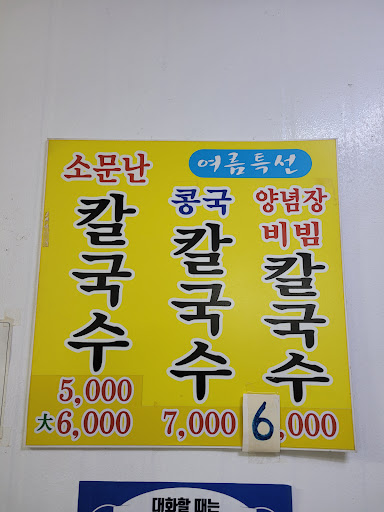 소문난
칼국수
5,000
大 6,000
여름특선
콩국
칼국수
7,000
양념장
비빔
칼국수
6,000
대화할 때는